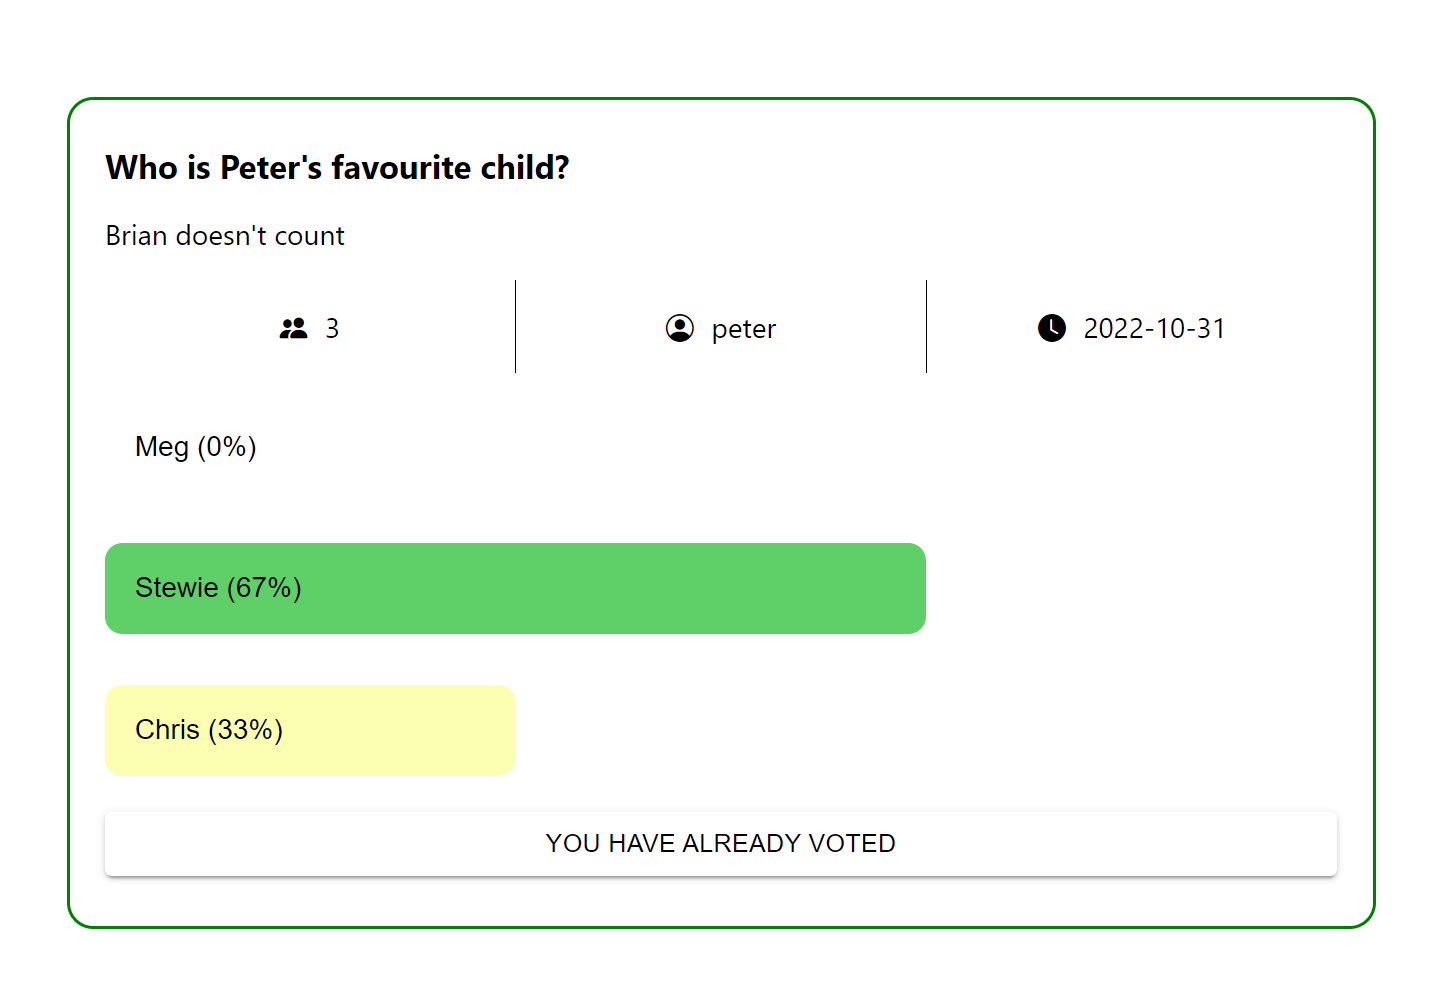 Who is Peter's favourite child?
Brian doesn't count
3 peter 2022-10-31
Meg (0%)
Stewie (67%)
Chris (33%)
YOU HAVE ALREADY VOTED